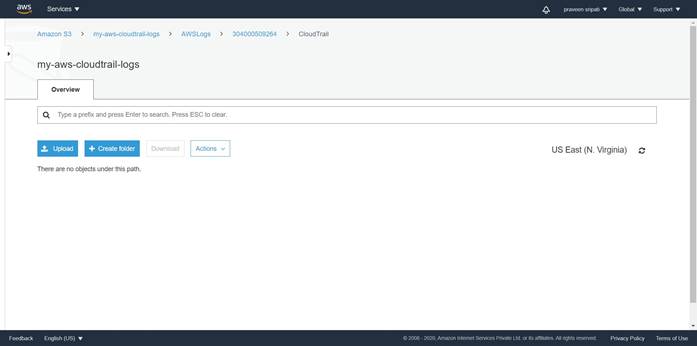 aws Services praveen sripati Global Support
Amazon S3 > my-aws-cloudtrail-logs > AWSLogs > 304000509264 > CloudTrail
my-aws-cloudtrail-logs
Overview
Type a prefix and press Enter to search. Press ESC to clear.
Upload + Create folder Download Actions US East (N. Virginia)
There are no objects under this path.
Feedback English (US) © 2008 - 2020, Amazon Internet Services Private Ltd. or its affiliates. All rights reserved. Privacy Policy Terms of Use